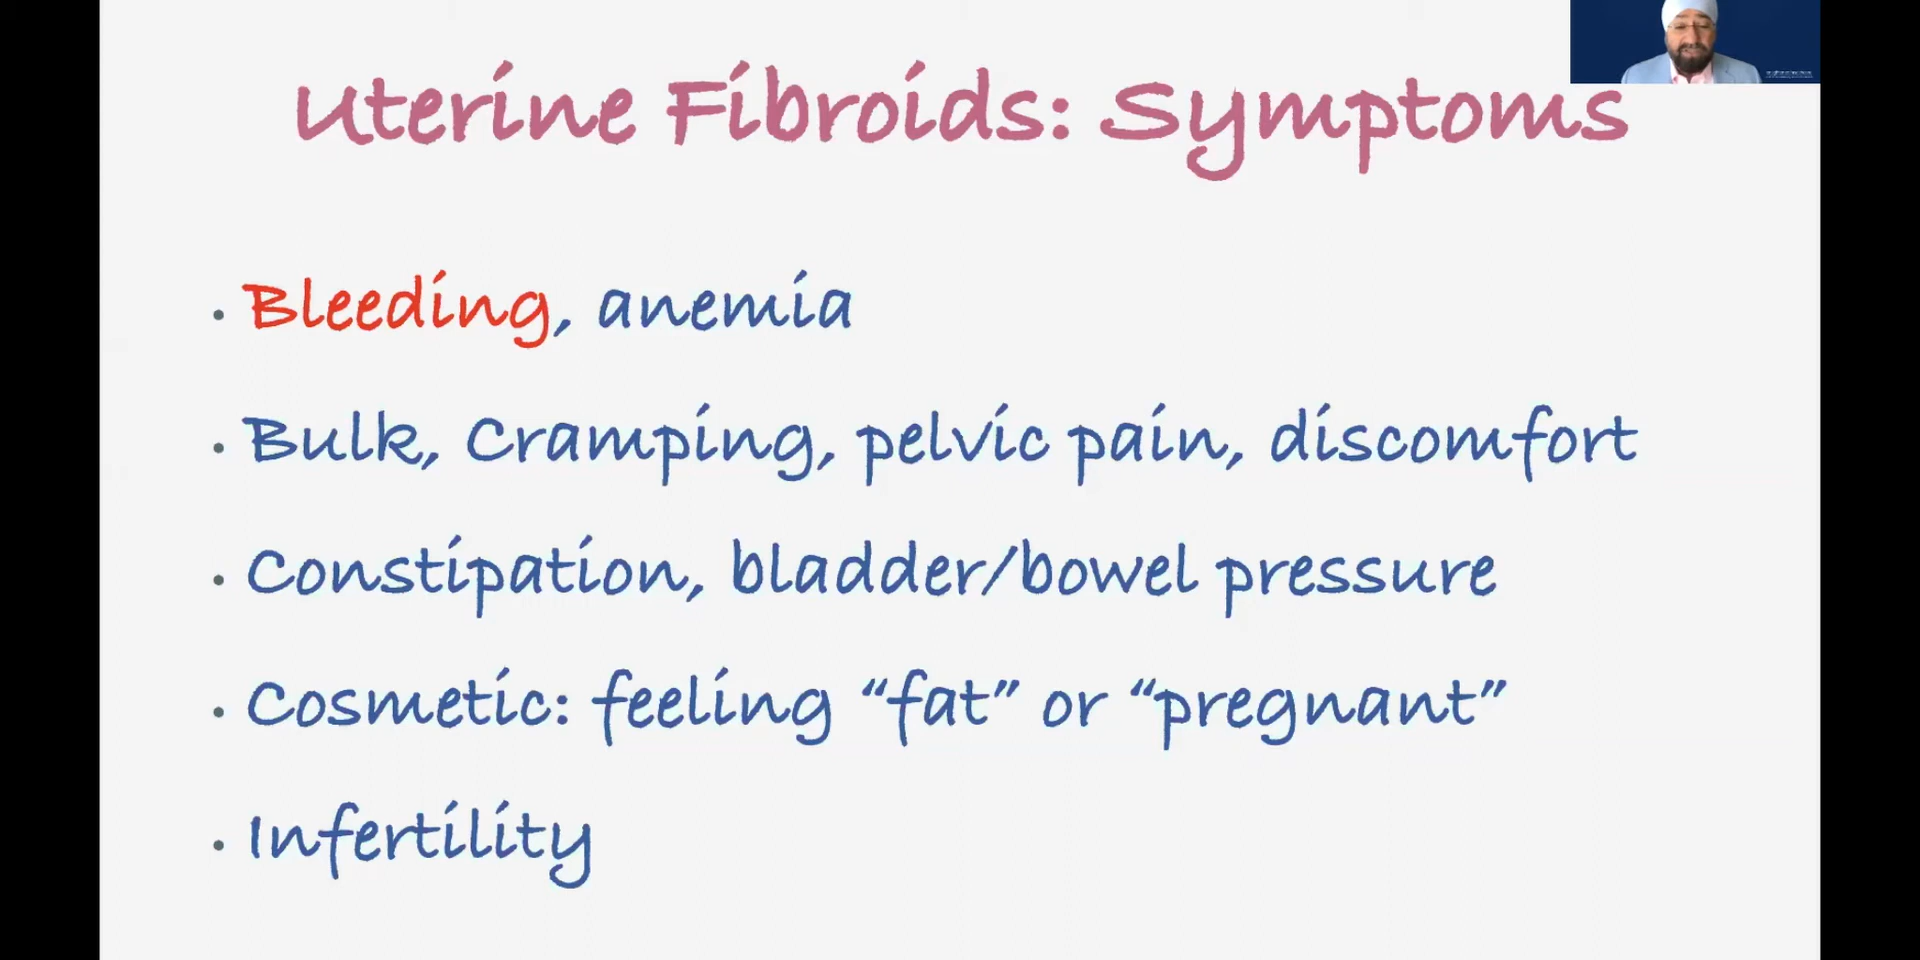 Uterine Fibroids: Symptoms
• Bleeding, anemia
• Bulk, Cramping, pelvic pain, discomfort
• Constipation, bladder/bowel pressure
• Cosmetic: feeling “fat” or “pregnant”
• Infertility